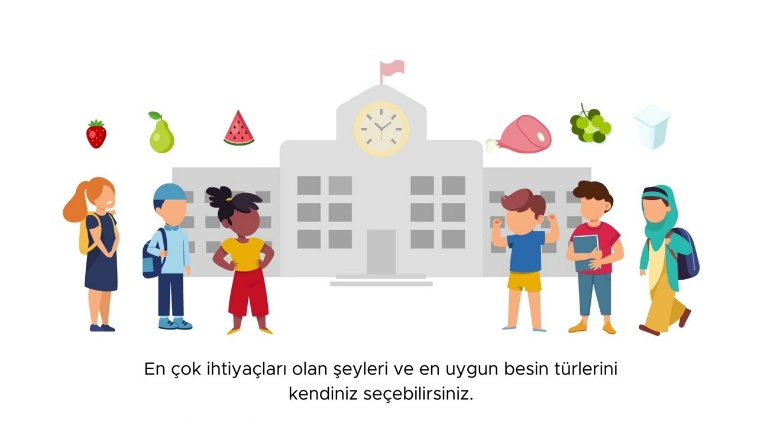 En çok ihtiyaçları olan şeyleri ve en uygun besin türlerini
kendiniz seçebilirsiniz.